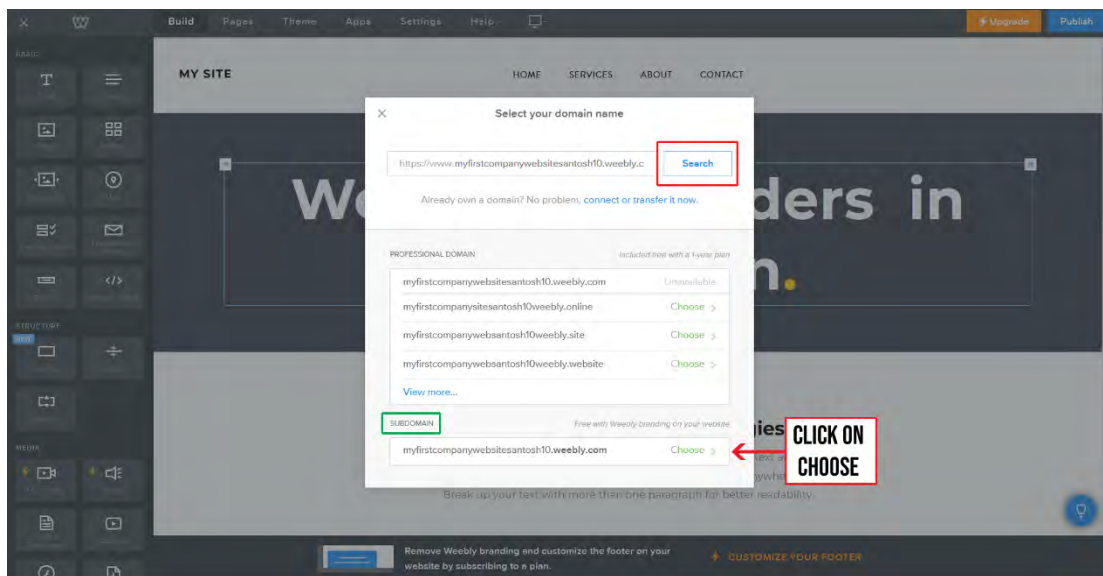 Build Pages Theme Apps Settings Help
Upgrade Publish
BASIC
MY SITE
HOME SERVICES ABOUT CONTACT
Select your domain name
https://www.myfirstcompanywebsitesantosh10.weebly.c
Search
Already own a domain? No problem, connect or transfer it now.
ders in
PROFESSIONAL DOMAIN
Included free with a 1-year plan
myfirstcompanywebsitesantosh10.weebly.com Unavailable
myfirstcompanysitesantosh10weebly.online Choose
myfirstcompanywebsantosh10weebly.site Choose
myfirstcompanywebsantosh10weebly.website Choose
View more...
STRUCTURE
SUBDOMAIN
Free with Weebly branding on your website
myfirstcompanywebsitesantosh10.weebly.com Choose
CLICK ON
CHOOSE
MEDIA
Break up your text with more than one paragraph for better readability.
Remove Weebly branding and customize the footer on your
website by subscribing to a plan.
CUSTOMIZE YOUR FOOTER